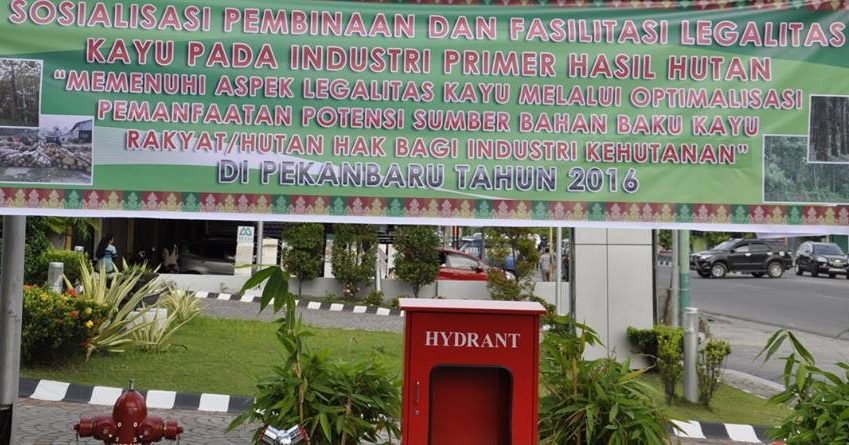 SOSIALISASI PEMBINAAN DAN FASILITASI LEGALITAS
KAYU PADA INDUSTRI PRIMER HASIL HUTAN
“MEMENUHI ASPEK LEGALITAS KAYU MELALUI OPTIMALISASI
PEMANFAATAN POTENSI SUMBER BAHAN BAKU KAYU
RAKYAT/HUTAN HAK BAGI INDUSTRI KEHUTANAN”
DI PEKANBARU TAHUN 2016
HYDRANT